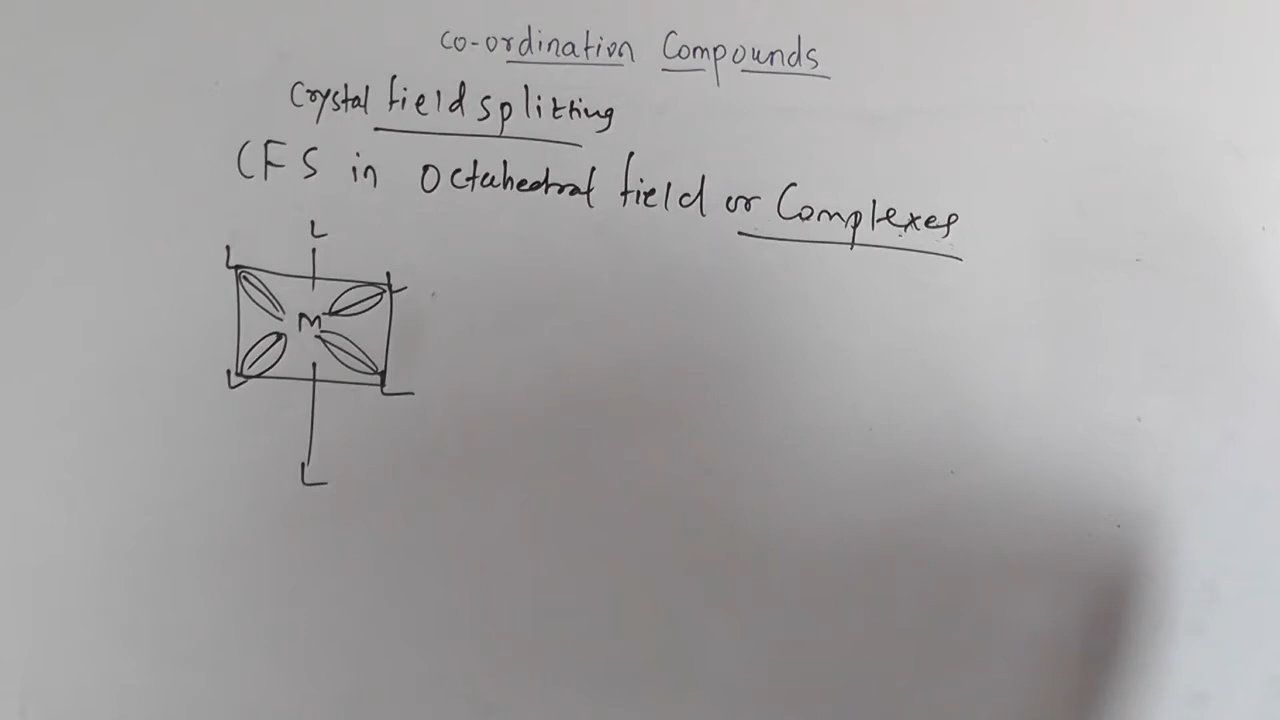 Co-ordination Compounds
Crystal field splitting
CFS in Octahedral field or Complexes
L
L L
M
L L
L